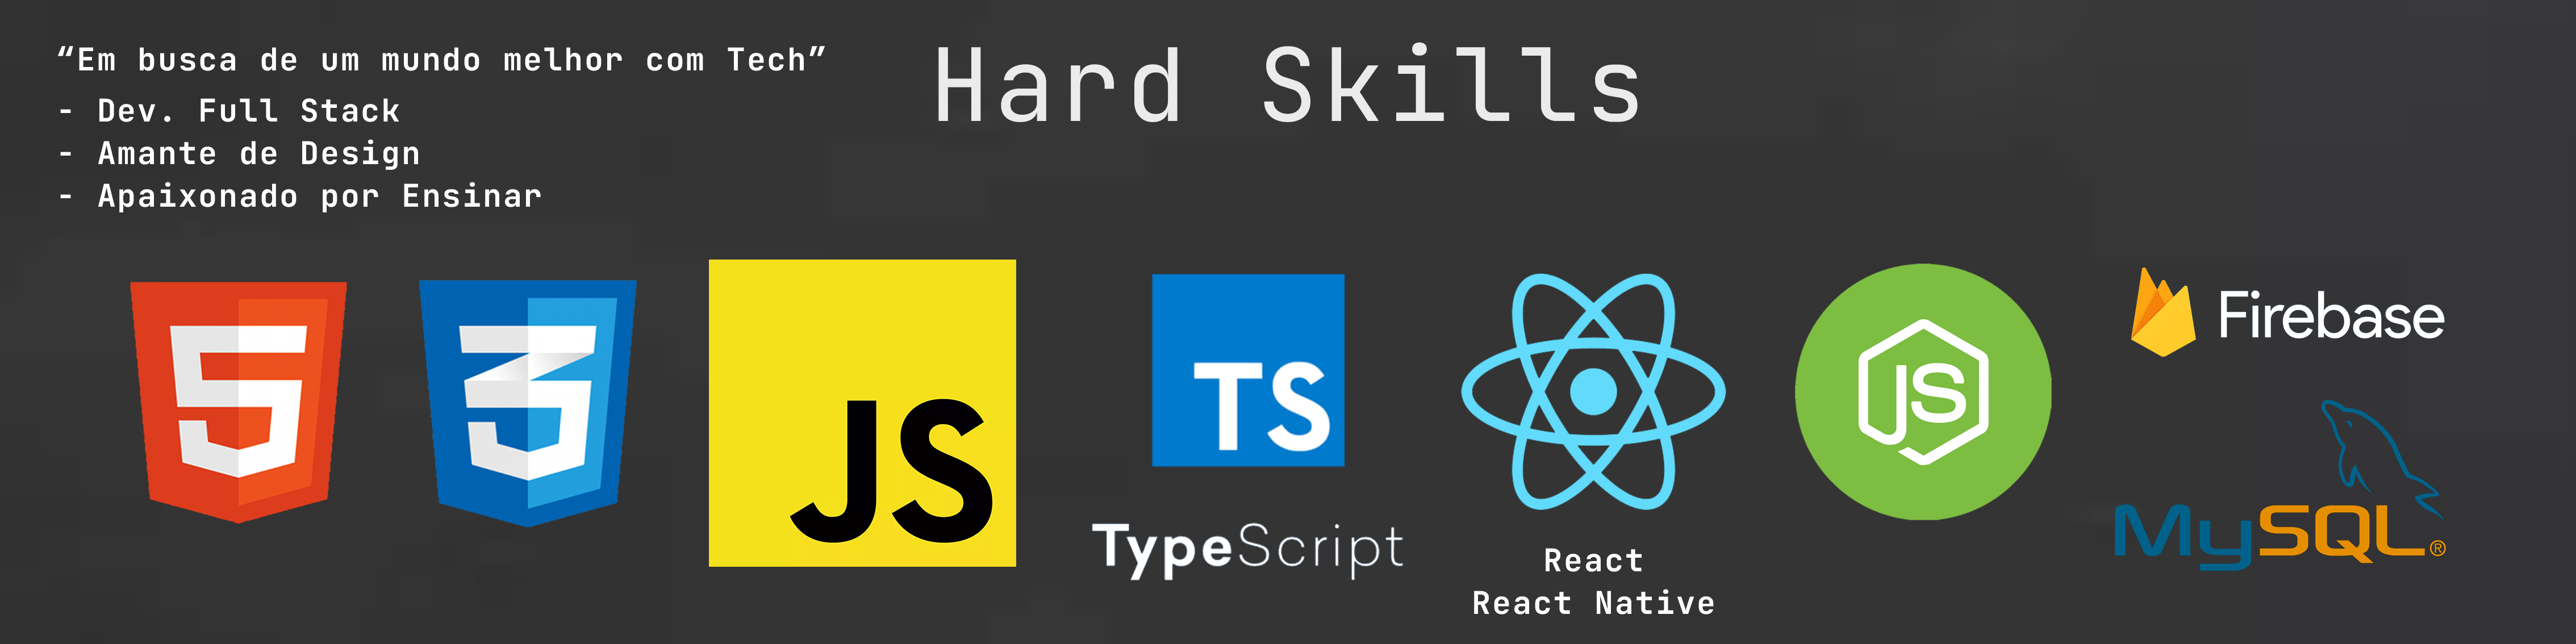 “Em busca de um mundo melhor com Tech”
- Dev. Full Stack
- Amante de Design
- Apaixonado por Ensinar
Hard Skills
5
3
JS
TS
TypeScript
React
React Native
JS
Firebase
MySQL®